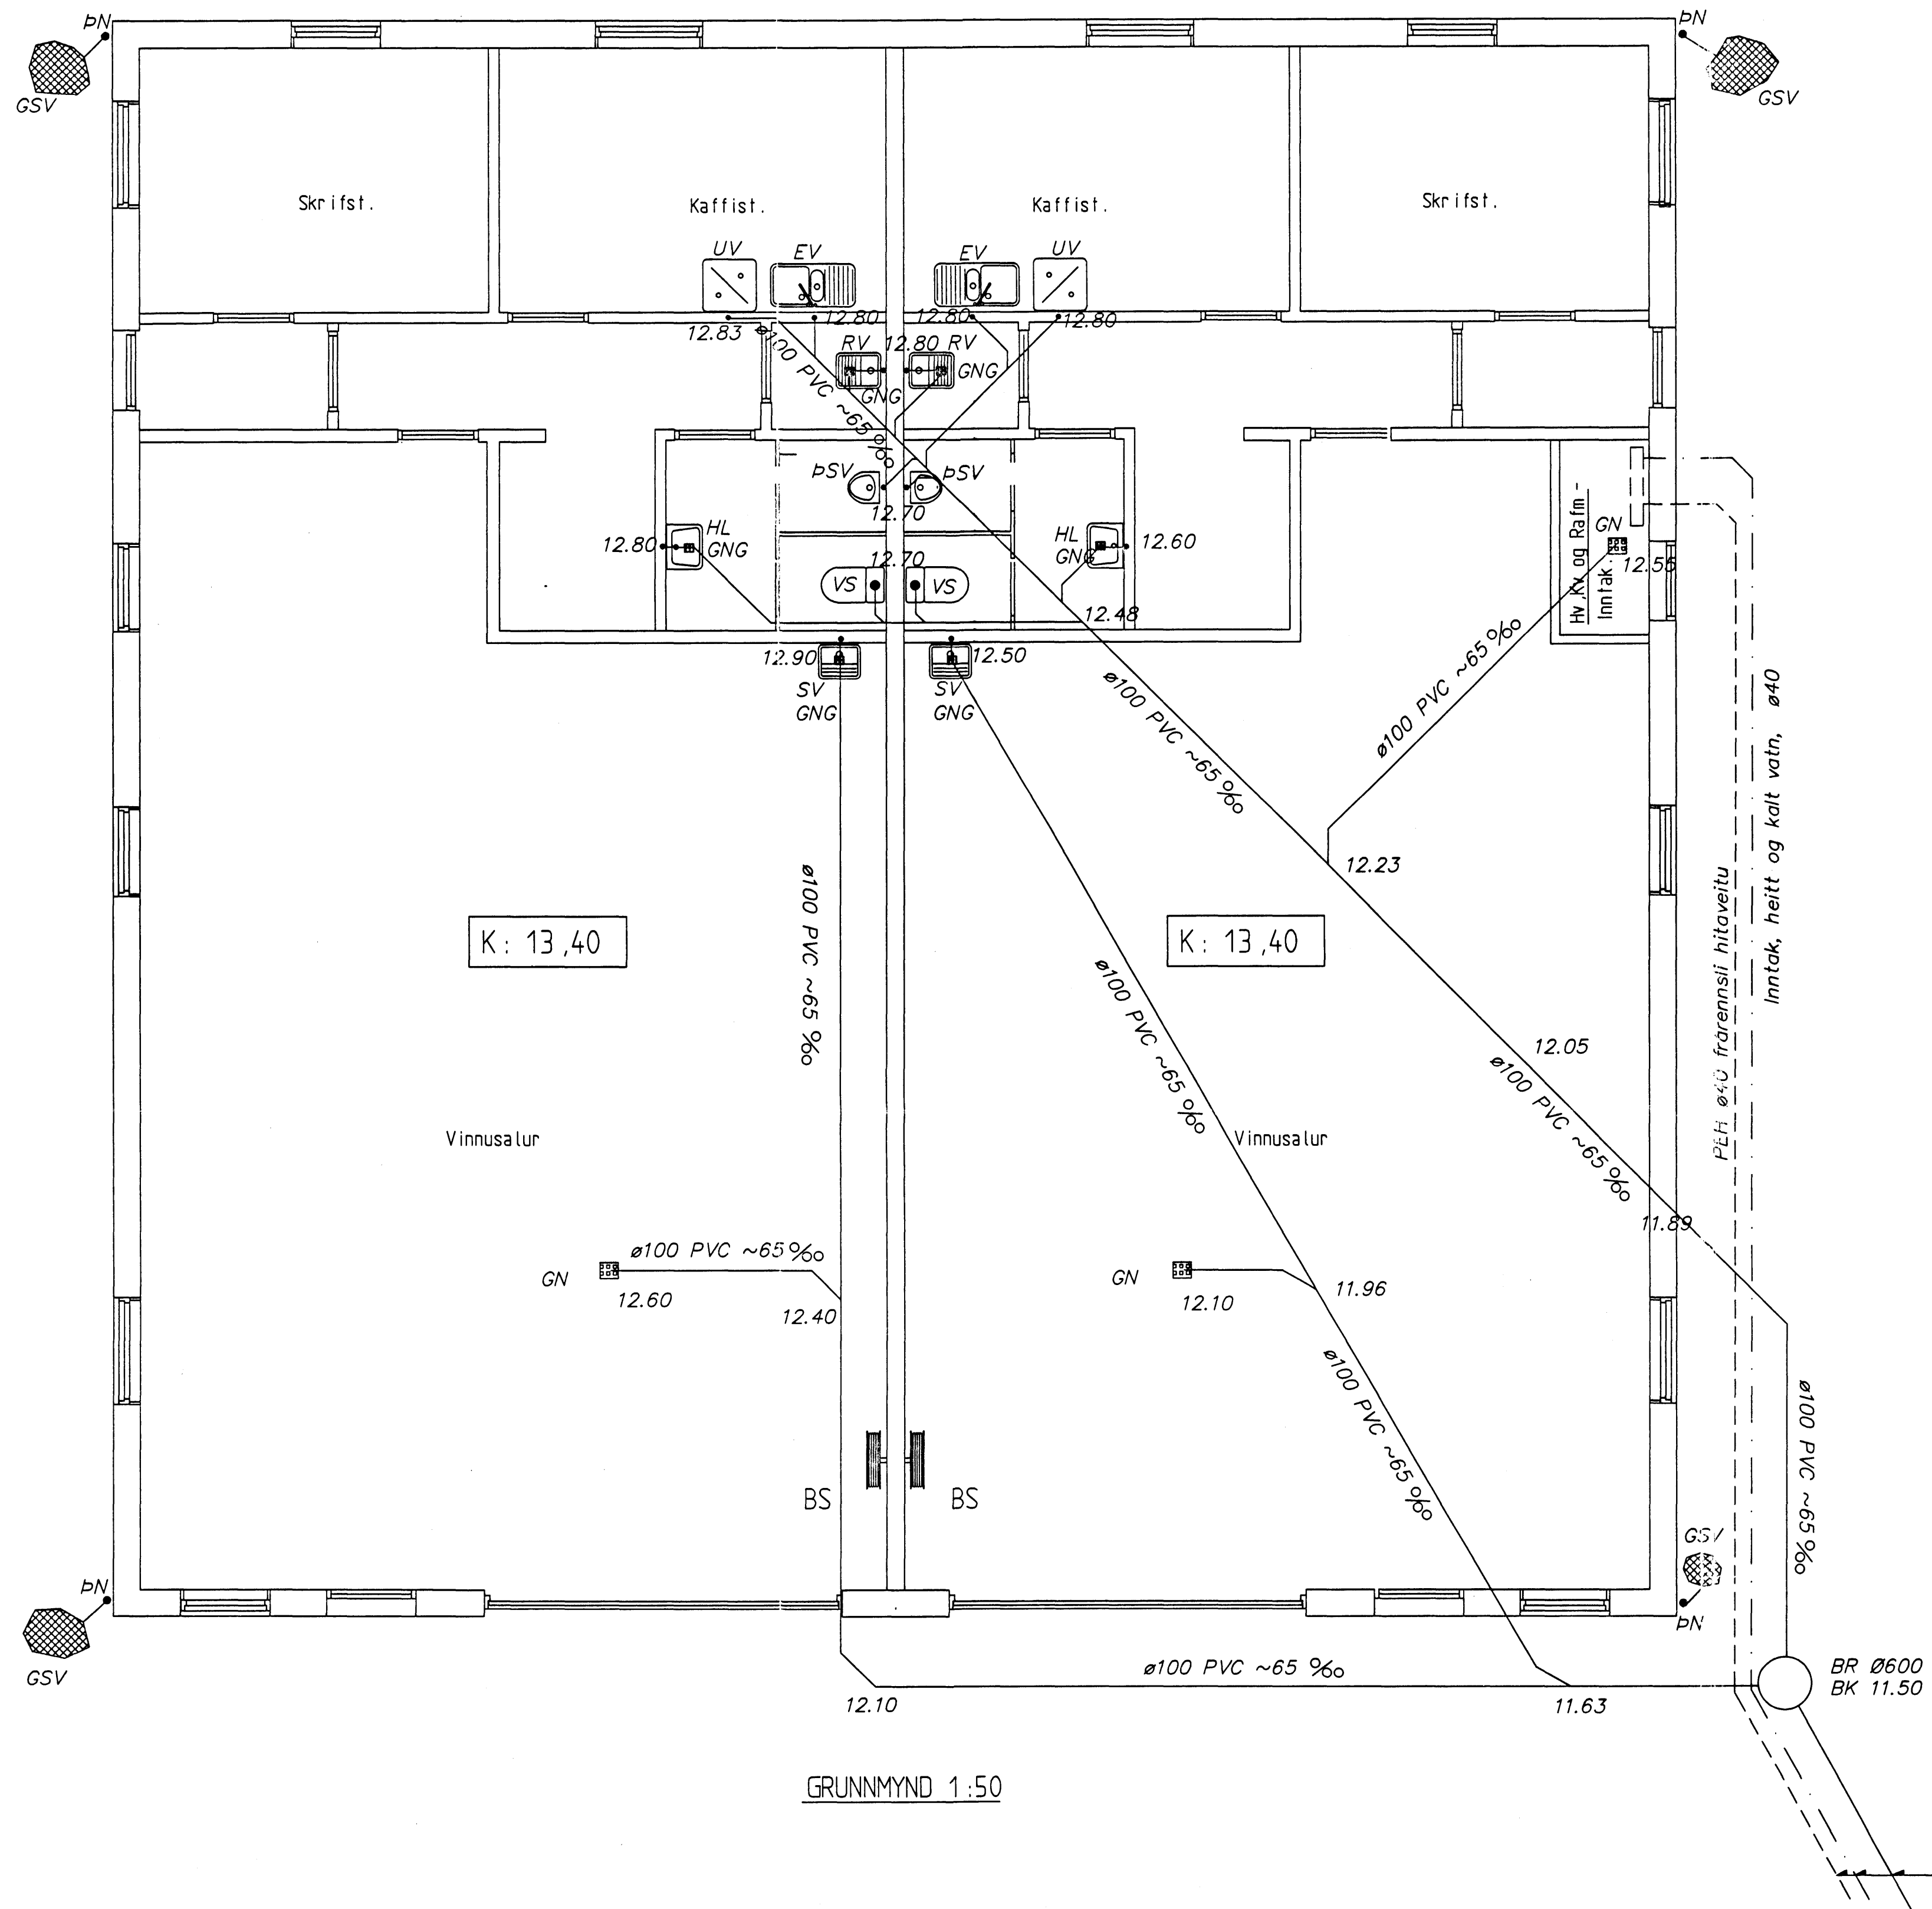 ÞN
ÞN
GSV
GSV
Skrifst.
Kaffist.
Kaffist.
Skrifst.
UV
EV
EV
UV
12.83
12.80
12.80
12.80
ø100 PVC ~65 ‰
RV
12.80
RV
GNG
GNG
ÞSV
ÞSV
12.70
12.80
HL
GNG
HL
GNG
12.60
12.70
VS
VS
12.48
Hv,Kv og Rafm -
Inntak.
GN
12.55
12.90
12.50
SV
GNG
SV
GNG
ø100 PVC ~65 ‰
ø100 PVC ~65 ‰
12.23
PEH ø40 frárennsli hitaveitu
Inntak, heitt og kalt vatn, ø40
ø100 PVC ~65 ‰
K: 13,40
K: 13,40
ø100 PVC ~65 ‰
12.05
ø100 PVC ~65 ‰
Vinnusalur
Vinnusalur
11.89
GN
ø100 PVC ~65 ‰
12.60
12.40
GN
12.10
11.96
ø100 PVC ~65 ‰
ø100 PVC ~65 ‰
BS
BS
GSV
ÞN
ÞN
GSV
ø100 PVC ~65 ‰
12.10
11.63
BR Ø600
BK 11.50
GRUNNMYND 1:50